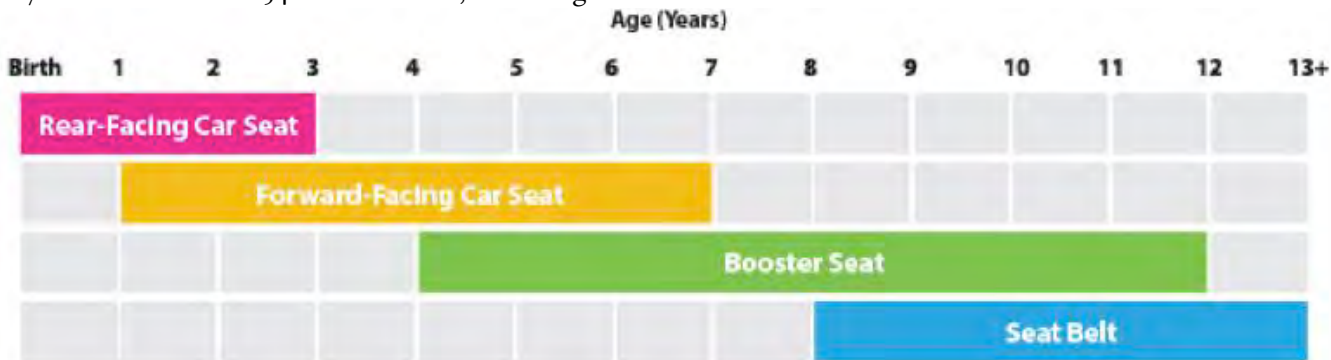 Age (Years)
Birth 1 2 3 4 5 6 7 8 9 10 11 12 13+
Rear-Facing Car Seat
Forward-Facing Car Seat
Booster Seat
Seat Belt